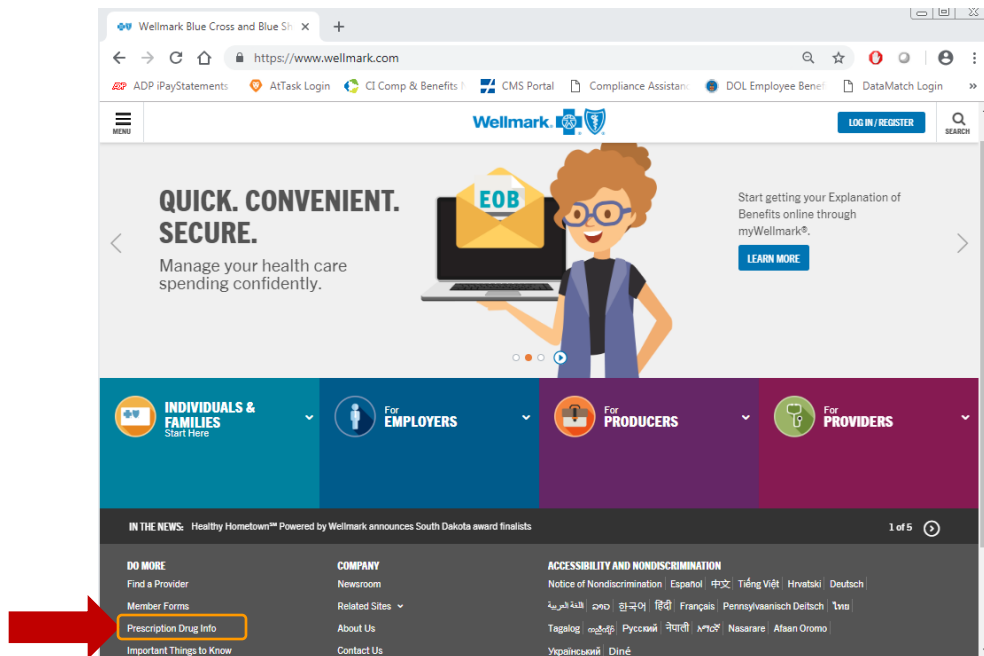 Wellmark Blue Cross and Blue Sh
https://www.wellmark.com
ADP iPayStatements AtTask Login CI Comp & Benefits CMS Portal Compliance Assistanc DOL Employee Benef DataMatch Login »
MENU
Wellmark.
LOG IN / REGISTER
SEARCH
QUICK. CONVENIENT.
SECURE.
Manage your health care
spending confidently.
EOB
Start getting your Explanation of
Benefits online through
myWellmark®.
LEARN MORE
INDIVIDUALS &
FAMILIES
Start Here
For
EMPLOYERS
For
PRODUCERS
For
PROVIDERS
IN THE NEWS: Healthy Hometown℠ Powered by Wellmark announces South Dakota award finalists
1 of 5
DO MORE
Find a Provider
Member Forms
Prescription Drug Info
Important Things to Know
COMPANY
Newsroom
Related Sites
About Us
Contact Us
ACCESSIBILITY AND NONDISCRIMINATION
Notice of Nondiscrimination Español 中文 Tiếng Việt Hrvatski Deutsch
اللغة العربية ລາວ 한국어 हिंदी Français Pennsylvaanisch Deitsch ไทย
Tagalog Русский नेपाली አማርኛ Nasarare Afaan Oromo
Український Diné